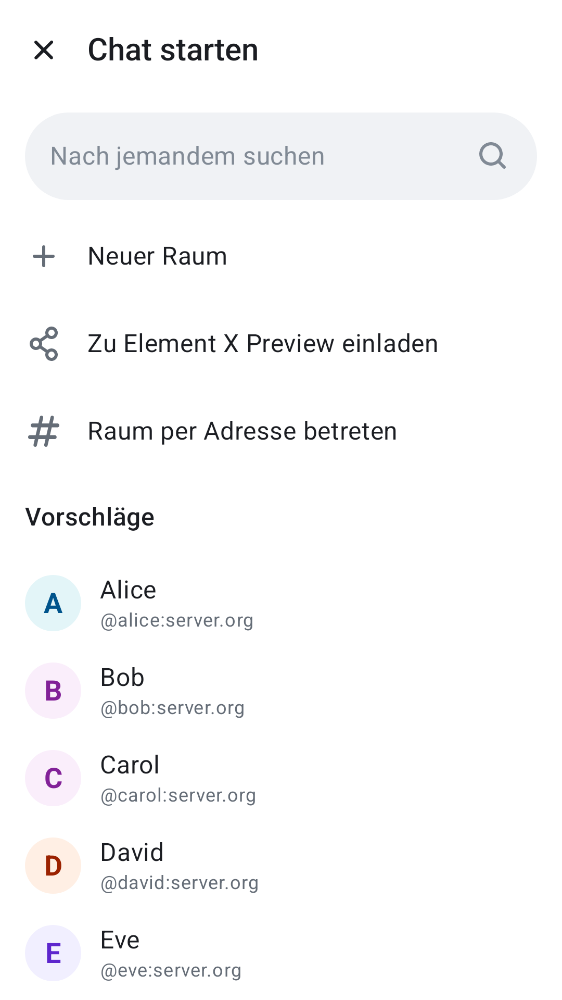 Chat starten
Nach jemandem suchen
Neuer Raum
Zu Element X Preview einladen
Raum per Adresse betreten
Vorschläge
A
Alice
@alice:server.org
B
Bob
@bob:server.org
C
Carol
@carol:server.org
D
David
@david:server.org
E
Eve
@eve:server.org